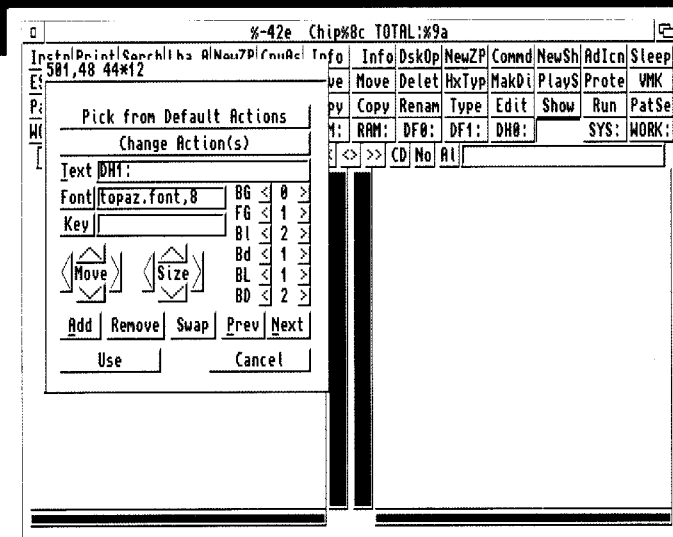 %-42e Chip%8c TOTAL:%9a
Info Info DskOp NewZP Commd NewSh AdIcn Sleep
501,48 44*12
Move Delet HxTyp MakDi PlayS Prote VMK
Pick from Default Actions
Copy Renam Type Edit Show Run PatSe
Change Action(s)
RAM: DF0: DF1: DH0: SYS: WORK:
Text DH1:
<> >> CD No Al
Font topaz.font,8
Key
BG < 0 >
FG < 1 >
Bl < 2 >
Bd < 1 >
BL < 1 >
BD < 2 >
Move Size
Add Remove Swap Prev Next
Use Cancel